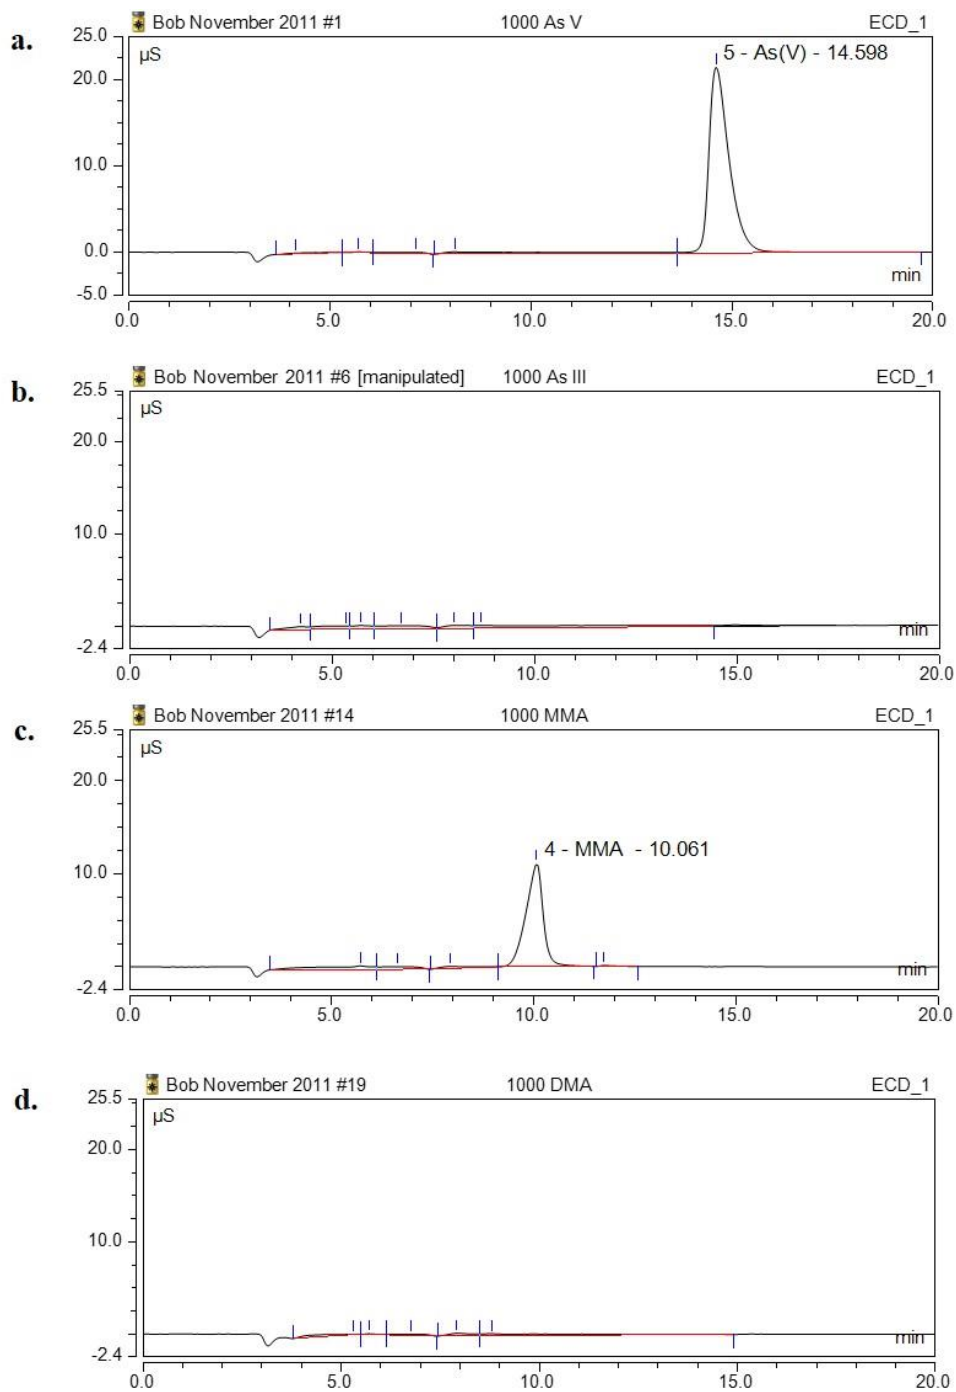 a.
Bob November 2011 #1 1000 As V ECD_1
25.0
µS
5 - As(V) - 14.598
20.0
10.0
0.0
min
-5.0
0.0 5.0 10.0 15.0 20.0
b.
Bob November 2011 #6 [manipulated] 1000 As III ECD_1
25.5
µS
20.0
10.0
min
-2.4
0.0 5.0 10.0 15.0 20.0
c.
Bob November 2011 #14 1000 MMA ECD_1
25.5
µS
20.0
4 - MMA - 10.061
10.0
min
-2.4
0.0 5.0 10.0 15.0 20.0
d.
Bob November 2011 #19 1000 DMA ECD_1
25.5
µS
20.0
10.0
min
-2.4
0.0 5.0 10.0 15.0 20.0